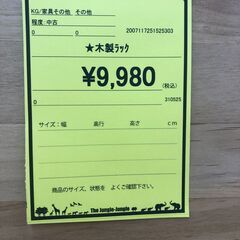 KG/家具その他 その他
程度:中古 2007117251525303
0 0
★木製ラック
¥9,980 (税込)
0 310525
サイズ:幅 奥行 高さ cm
商品のサイズ、状態を よくご確認下さい。
The Jungle-Jungle